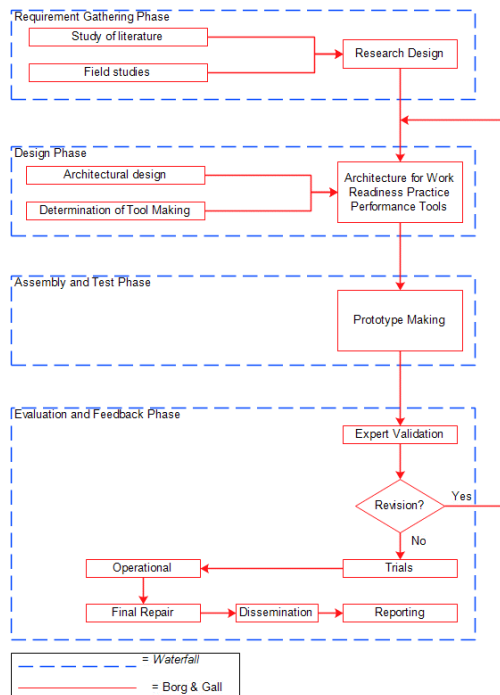 Requirement Gathering Phase
Study of literature
Field studies
Research Design
Design Phase
Architectural design
Determination of Tool Making
Architecture for Work
Readiness Practice
Performance Tools
Assembly and Test Phase
Prototype Making
Evaluation and Feedback Phase
Expert Validation
Revision?
Yes
No
Operational
Trials
Final Repair
Dissemination
Reporting
= Waterfall
= Borg & Gall